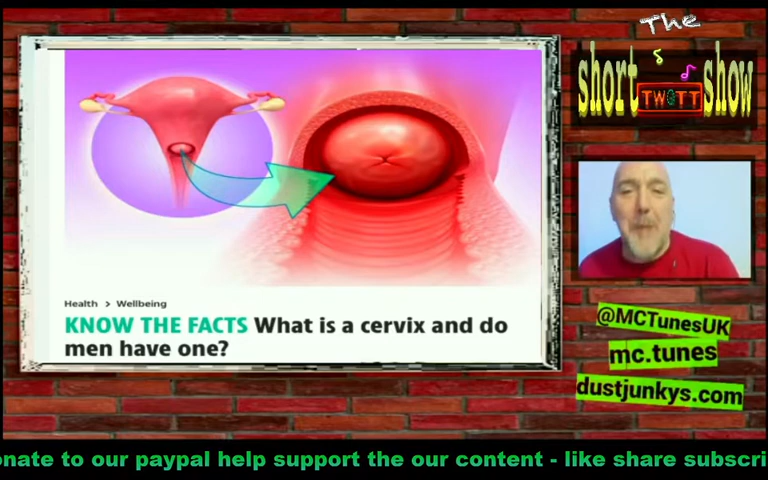 The
short
TWATT
show
Health > Wellbeing
KNOW THE FACTS What is a cervix and do
men have one?
@MCTunesUK
mc.tunes
dustjunkys.com
onate to our paypal help support the our content - like share subscri